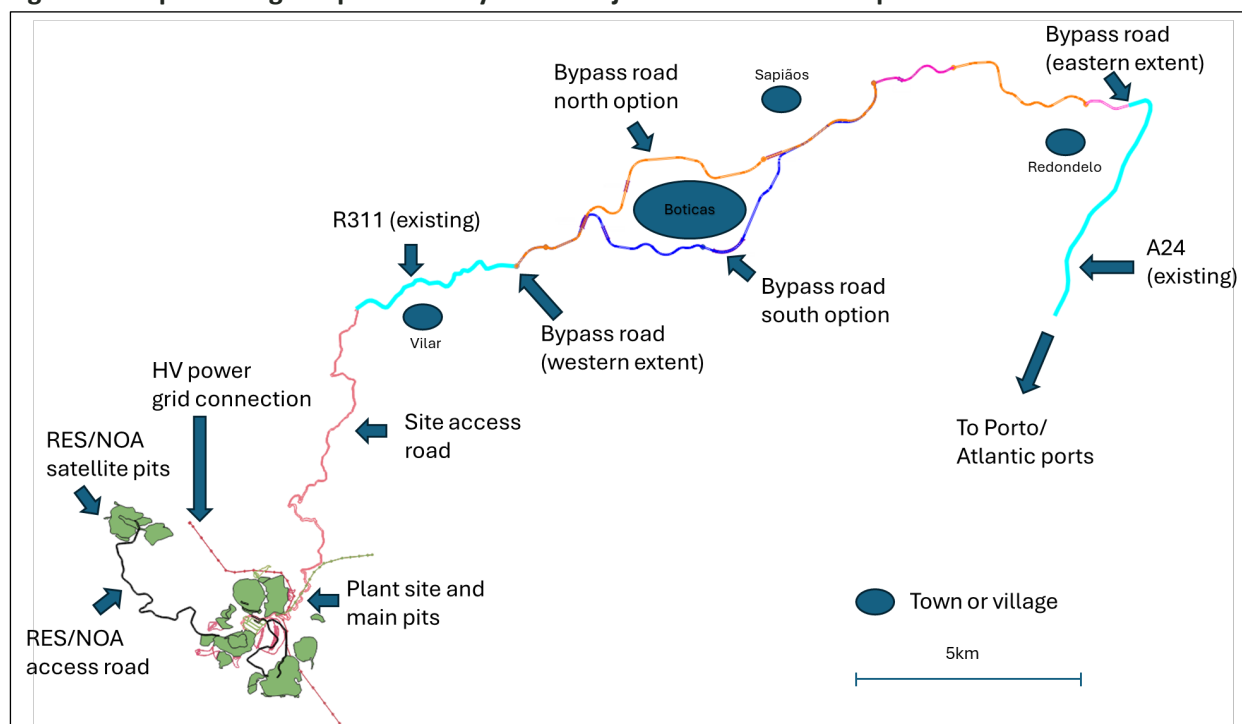 Bypass road
(eastern extent)
Bypass road
north option
Sapiãos
Redondelo
Boticas
R311 (existing)
A24
(existing)
Bypass road
south option
Vilar
Bypass road
(western extent)
HV power
grid connection
Site access
road
To Porto/
Atlantic ports
RES/NOA
satellite pits
Plant site and
main pits
Town or village
RES/NOA
access road
5km